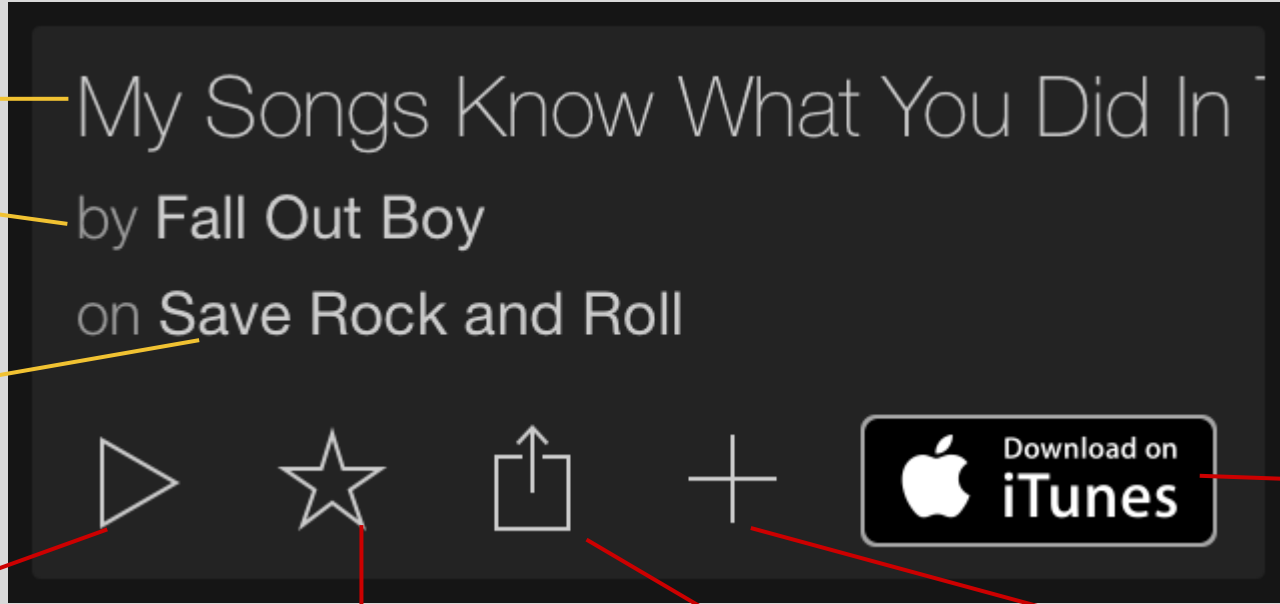 My Songs Know What You Did In
by Fall Out Boy
on Save Rock and Roll
Download on
iTunes